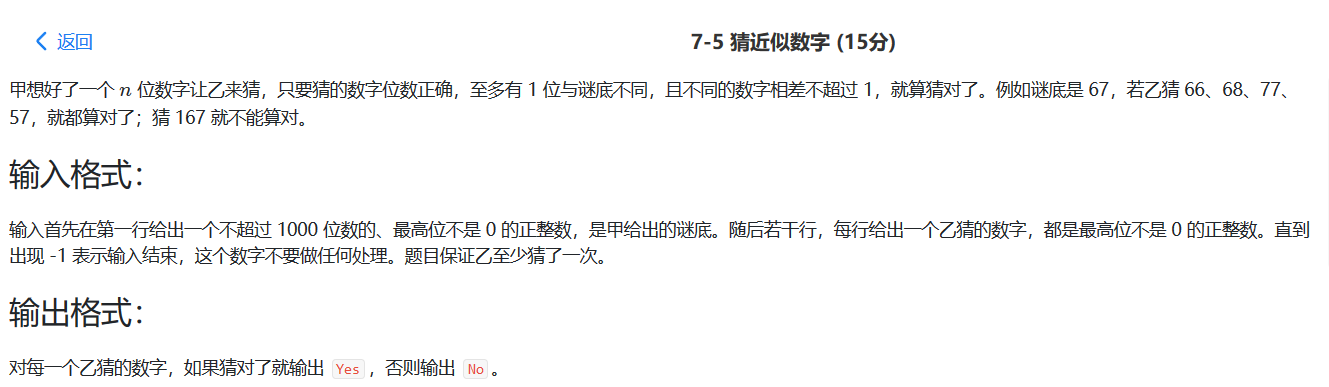 返回
7-5 猜近似数字 (15分)
甲想好了一个 n 位数字让乙来猜，只要猜的数字位数正确，至多有 1 位与谜底不同，且不同的数字相差不超过 1，就算猜对了。例如谜底是 67，若乙猜 66、68、77、
57，就都算对了；猜 167 就不能算对。
输入格式：
输入首先在第一行给出一个不超过 1000 位数的、最高位不是 0 的正整数，是甲给出的谜底。随后若干行，每行给出一个乙猜的数字，都是最高位不是 0 的正整数。直到
出现 -1 表示输入结束，这个数字不要做任何处理。题目保证乙至少猜了一次。
输出格式：
对每一个乙猜的数字，如果猜对了就输出 Yes ，否则输出 No 。